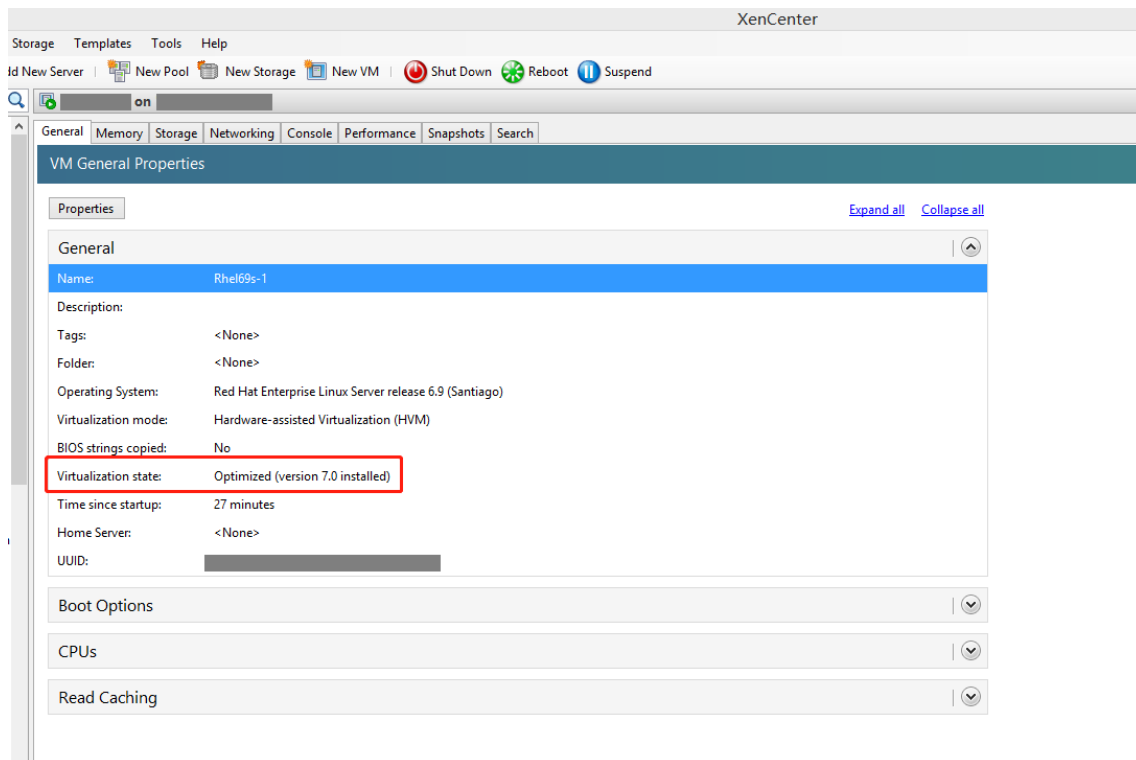 XenCenter
Storage Templates Tools Help
New Server New Pool New Storage New VM Shut Down Reboot Suspend
on
General Memory Storage Networking Console Performance Snapshots Search
VM General Properties
Properties Expand all Collapse all
General
Name: Rhel69s-1
Description:
Tags: <None>
Folder: <None>
Operating System: Red Hat Enterprise Linux Server release 6.9 (Santiago)
Virtualization mode: Hardware-assisted Virtualization (HVM)
BIOS strings copied: No
Virtualization state: Optimized (version 7.0 installed)
Time since startup: 27 minutes
Home Server: <None>
UUID:
Boot Options
CPUs
Read Caching